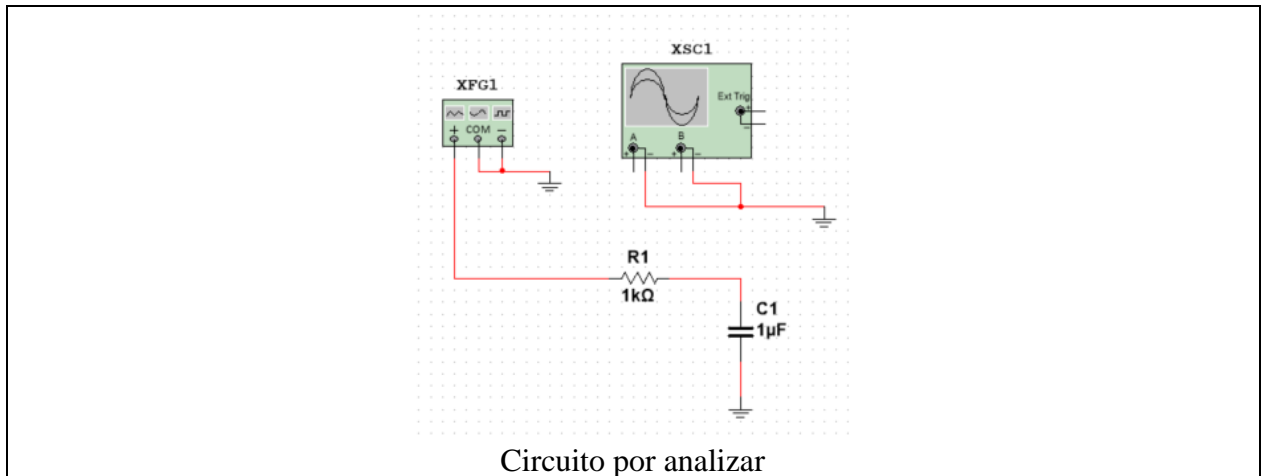 XSC1
XFG1
Ext Trig
+
-
+ COM -
A
B
+ - + -
R1
1kΩ
C1
1µF
Circuito por analizar